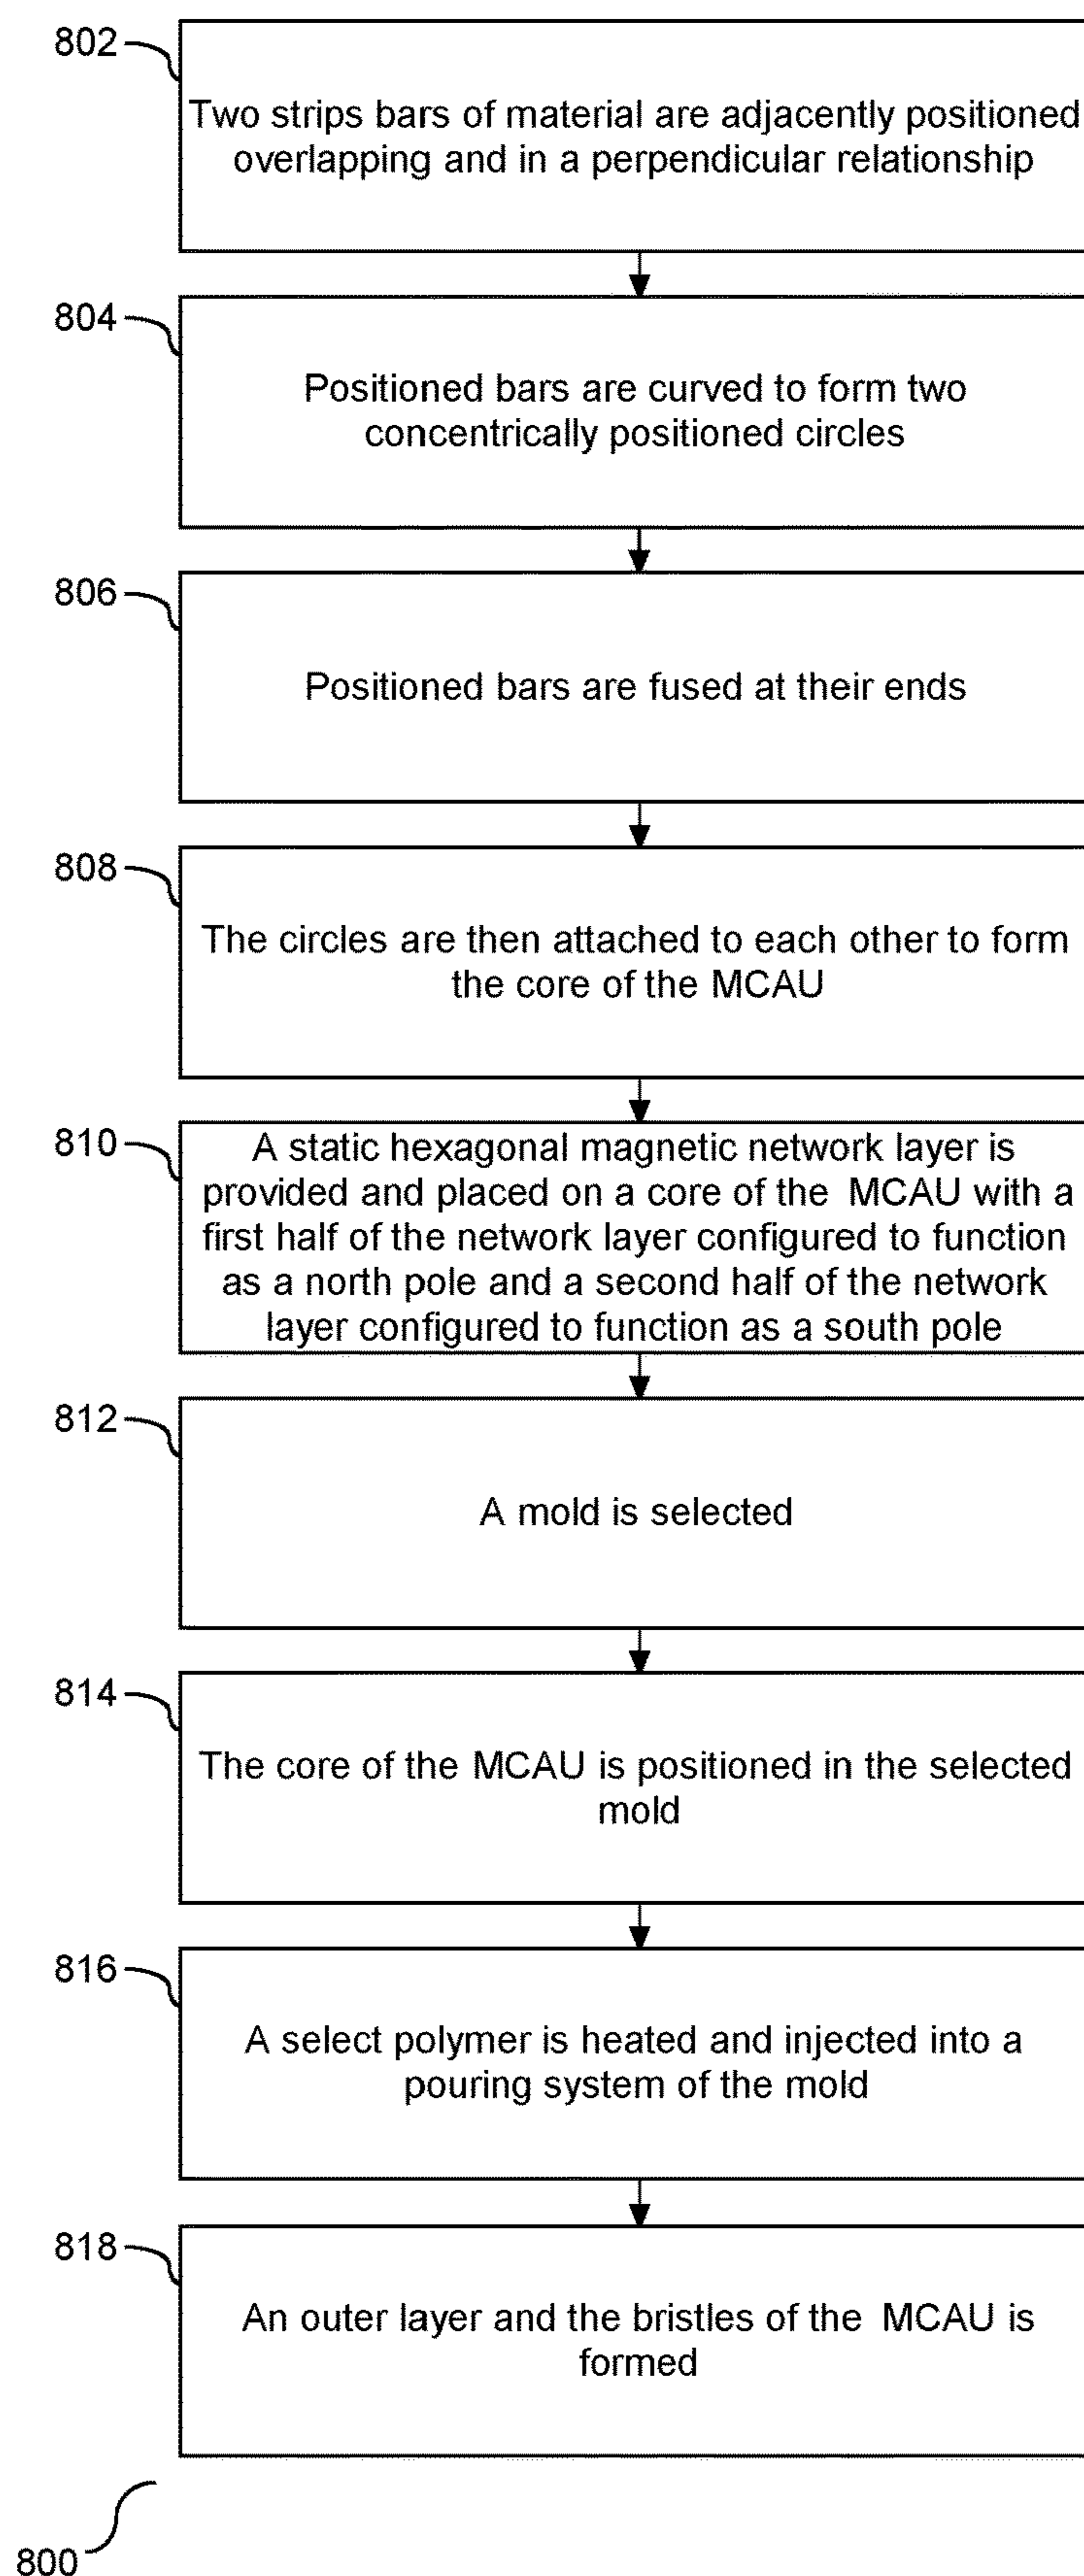 802
Two strips bars of material are adjacently positioned
overlapping and in a perpendicular relationship
804
Positioned bars are curved to form two
concentrically positioned circles
806
Positioned bars are fused at their ends
808
The circles are then attached to each other to form
the core of the MCAU
810
A static hexagonal magnetic network layer is
provided and placed on a core of the MCAU with a
first half of the network layer configured to function
as a north pole and a second half of the network
layer configured to function as a south pole
812
A mold is selected
814
The core of the MCAU is positioned in the selected
mold
816
A select polymer is heated and injected into a
pouring system of the mold
818
An outer layer and the bristles of the MCAU is
formed
800